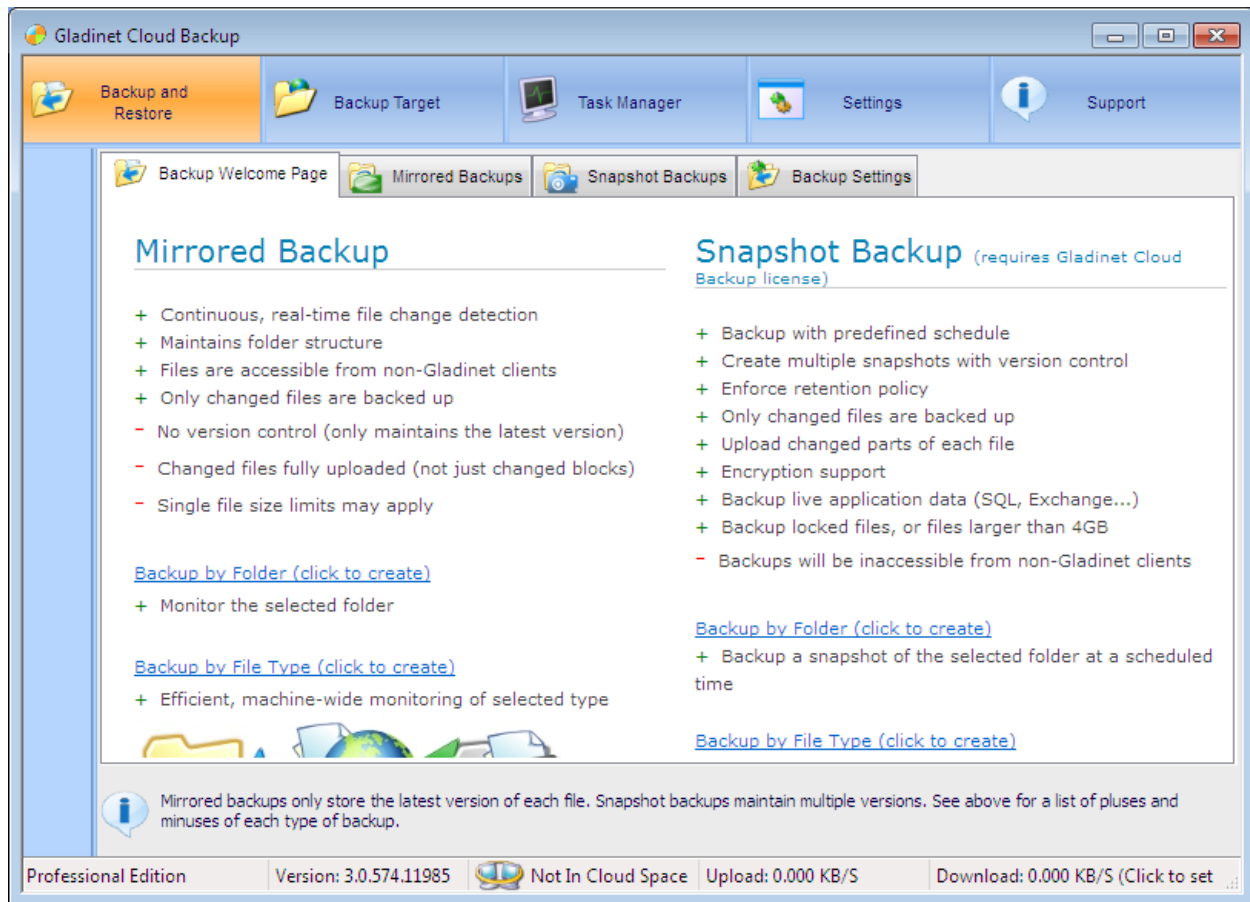 Gladinet Cloud Backup
Backup and
Restore
Backup Target
Task Manager
Settings
Support
Backup Welcome Page
Mirrored Backups
Snapshot Backups
Backup Settings
Mirrored Backup
+ Continuous, real-time file change detection
+ Maintains folder structure
+ Files are accessible from non-Gladinet clients
+ Only changed files are backed up
- No version control (only maintains the latest version)
- Changed files fully uploaded (not just changed blocks)
- Single file size limits may apply
Backup by Folder (click to create)
+ Monitor the selected folder
Backup by File Type (click to create)
+ Efficient, machine-wide monitoring of selected type
Snapshot Backup (requires Gladinet Cloud
Backup license)
+ Backup with predefined schedule
+ Create multiple snapshots with version control
+ Enforce retention policy
+ Only changed files are backed up
+ Upload changed parts of each file
+ Encryption support
+ Backup live application data (SQL, Exchange...)
+ Backup locked files, or files larger than 4GB
- Backups will be inaccessible from non-Gladinet clients
Backup by Folder (click to create)
+ Backup a snapshot of the selected folder at a scheduled
time
Backup by File Type (click to create)
Mirrored backups only store the latest version of each file. Snapshot backups maintain multiple versions. See above for a list of pluses and
minuses of each type of backup.
Professional Edition
Version: 3.0.574.11985
Not In Cloud Space
Upload: 0.000 KB/S
Download: 0.000 KB/S (Click to set